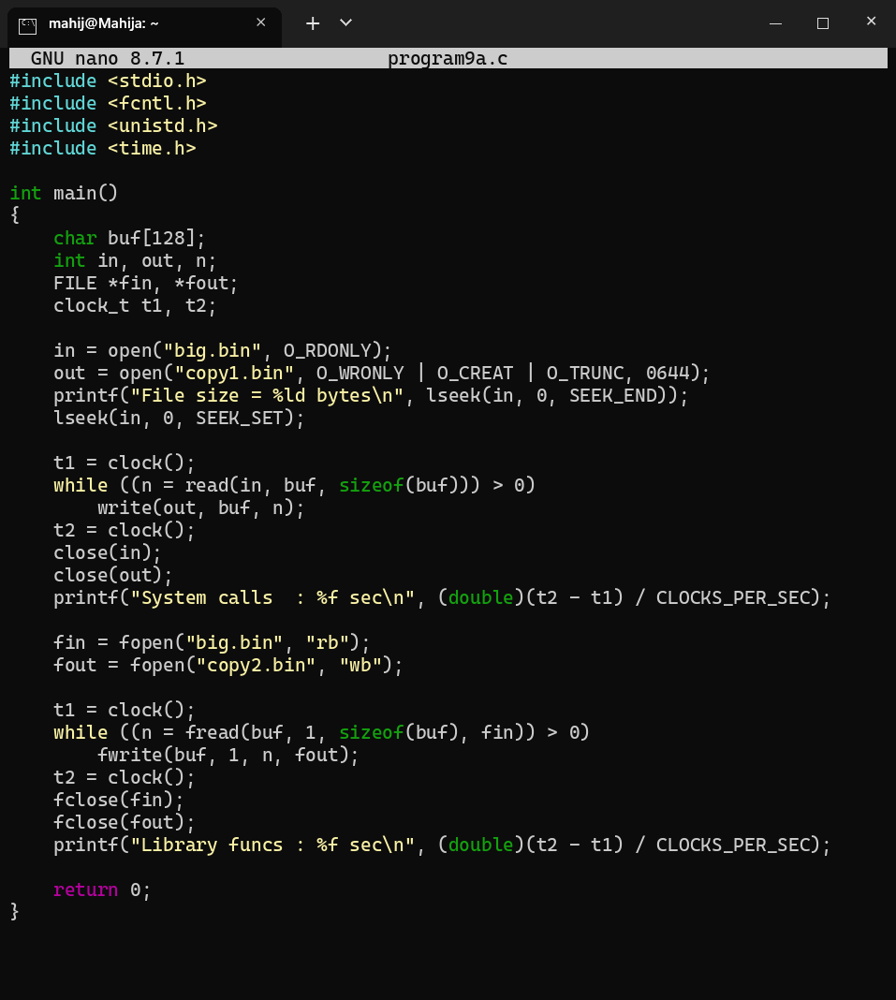 mahij@Mahija: ~
GNU nano 8.7.1 program9a.c
#include <stdio.h>
#include <fcntl.h>
#include <unistd.h>
#include <time.h>

int main()
{
    char buf[128];
    int in, out, n;
    FILE *fin, *fout;
    clock_t t1, t2;

    in = open("big.bin", O_RDONLY);
    out = open("copy1.bin", O_WRONLY | O_CREAT | O_TRUNC, 0644);
    printf("File size = %ld bytes\n", lseek(in, 0, SEEK_END));
    lseek(in, 0, SEEK_SET);

    t1 = clock();
    while ((n = read(in, buf, sizeof(buf))) > 0)
        write(out, buf, n);
    t2 = clock();
    close(in);
    close(out);
    printf("System calls  : %f sec\n", (double)(t2 - t1) / CLOCKS_PER_SEC);

    fin = fopen("big.bin", "rb");
    fout = fopen("copy2.bin", "wb");

    t1 = clock();
    while ((n = fread(buf, 1, sizeof(buf), fin)) > 0)
        fwrite(buf, 1, n, fout);
    t2 = clock();
    fclose(fin);
    fclose(fout);
    printf("Library funcs : %f sec\n", (double)(t2 - t1) / CLOCKS_PER_SEC);

    return 0;
}